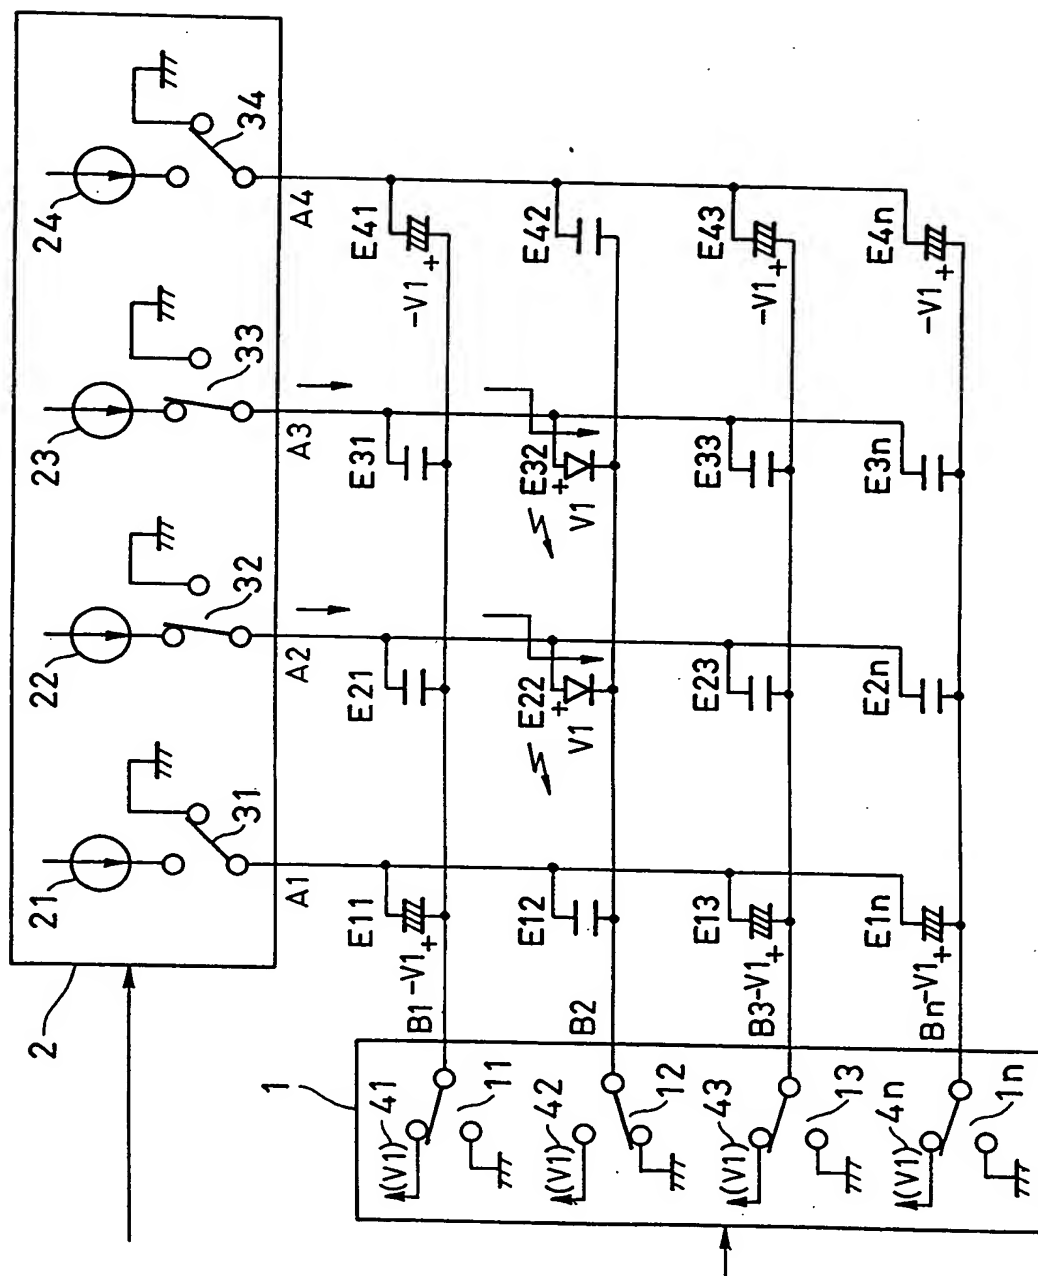 2
21
22
23
24
31
32
33
34
A1
A2
A3
A4
E11
E21
E31
E41
-V1
+
-V1
+
B1
E12
E22
E32
E42
+
V1
+
V1
B2
E13
E23
E33
E43
-V1
+
-V1
+
B3
E1n
E2n
E3n
E4n
-V1
+
-V1
+
Bn
1
(V1)
41
11
(V1)
42
12
(V1)
43
13
(V1)
4n
1n